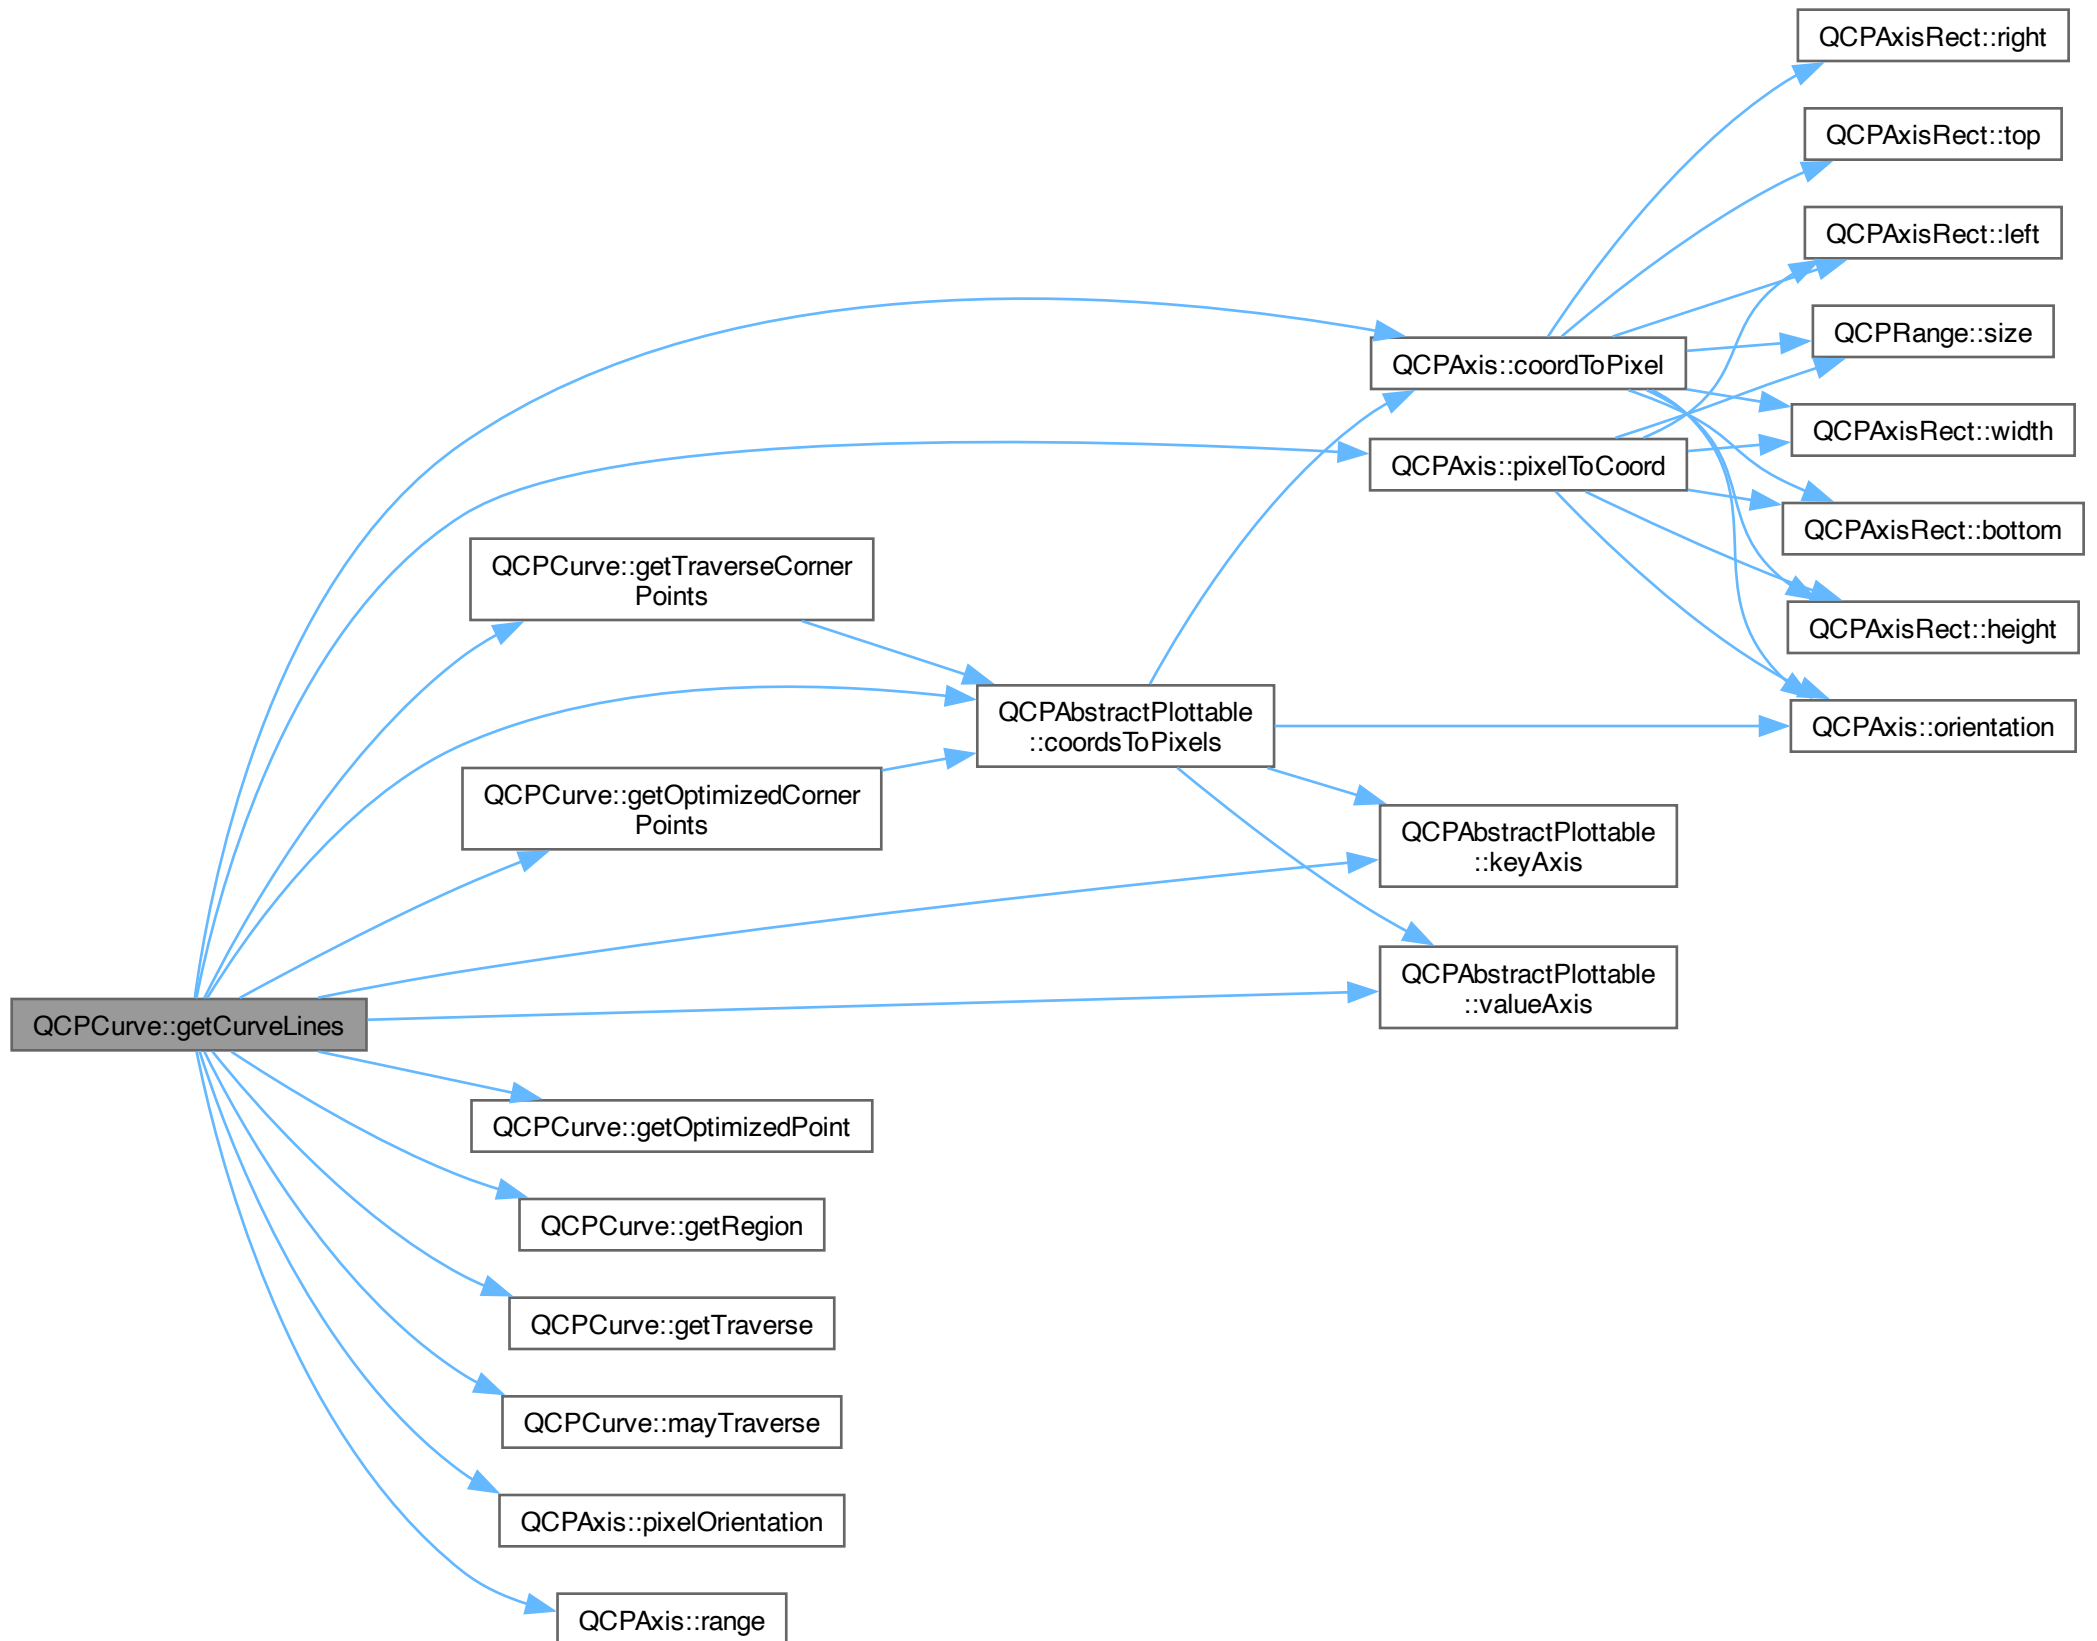 QCPAxisRect::right
QCPAxisRect::top
QCPAxisRect::left
QCPRange::size
QCPAxis::coordToPixel
QCPAxisRect::width
QCPAxis::pixelToCoord
QCPAxisRect::bottom
QCPCurve::getTraverseCorner
Points
QCPAxisRect::height
QCPAbstractPlottable
::coordsToPixels
QCPAxis::orientation
QCPCurve::getOptimizedCorner
Points
QCPAbstractPlottable
::keyAxis
QCPAbstractPlottable
::valueAxis
QCPCurve::getCurveLines
QCPCurve::getOptimizedPoint
QCPCurve::getRegion
QCPCurve::getTraverse
QCPCurve::mayTraverse
QCPAxis::pixelOrientation
QCPAxis::range